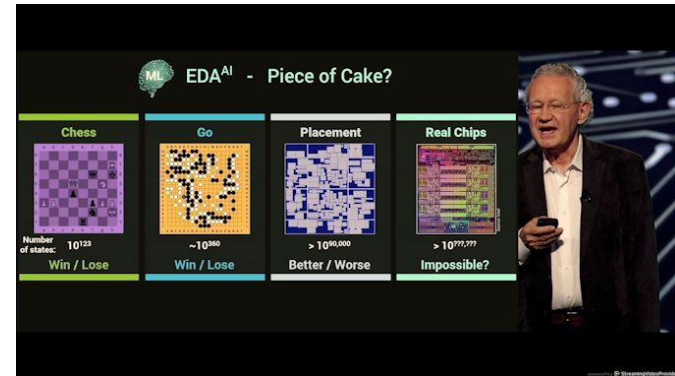 ML EDA^AI - Piece of Cake?
Chess
Go
Placement
Real Chips
Number
of states:
10^123
~10^360
> 10^90,000
> 10^???,???
Win / Lose
Win / Lose
Better / Worse
Impossible?
StreamingVideoProvider